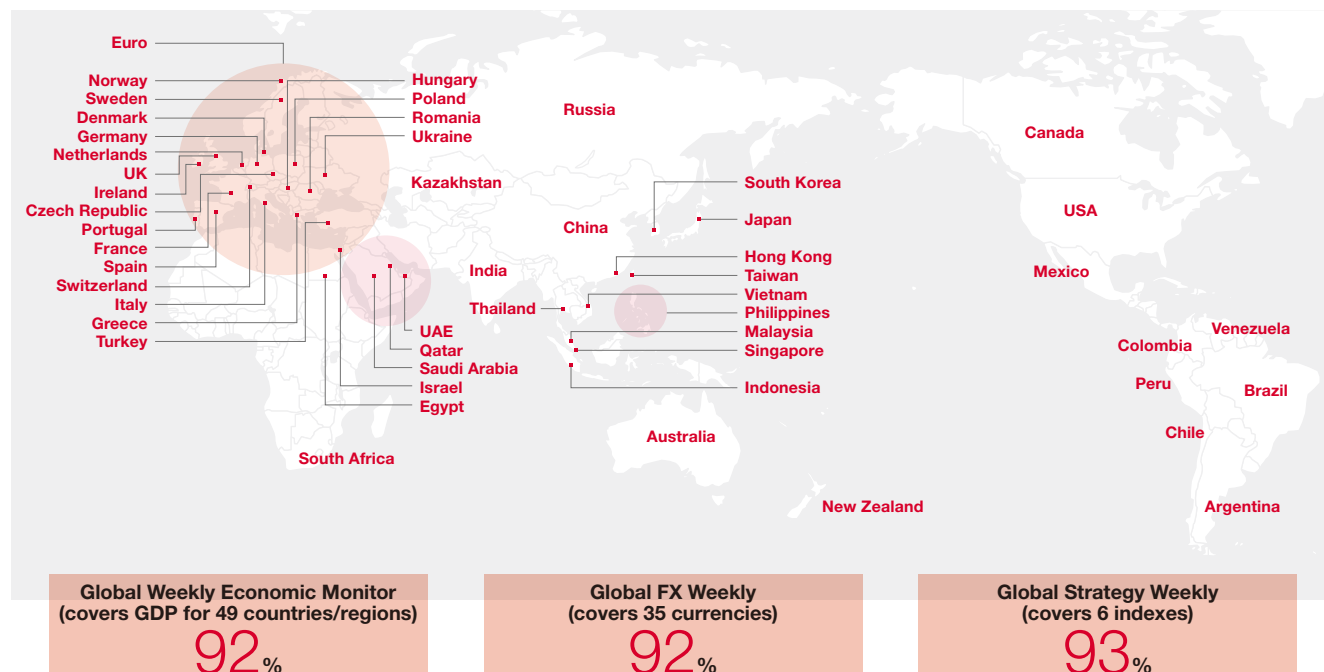 Euro
Norway
Sweden
Denmark
Germany
Netherlands
UK
Ireland
Czech Republic
Portugal
France
Spain
Switzerland
Italy
Greece
Turkey
Hungary
Poland
Romania
Ukraine
Kazakhstan
Russia
China
India
Thailand
UAE
Qatar
Saudi Arabia
Israel
Egypt
South Africa
South Korea
Japan
Hong Kong
Taiwan
Vietnam
Philippines
Malaysia
Singapore
Indonesia
Australia
New Zealand
Canada
USA
Mexico
Venezuela
Colombia
Peru
Brazil
Chile
Argentina
Global Weekly Economic Monitor
(covers GDP for 49 countries/regions)
92%
Global FX Weekly
(covers 35 currencies)
92%
Global Strategy Weekly
(covers 6 indexes)
93%